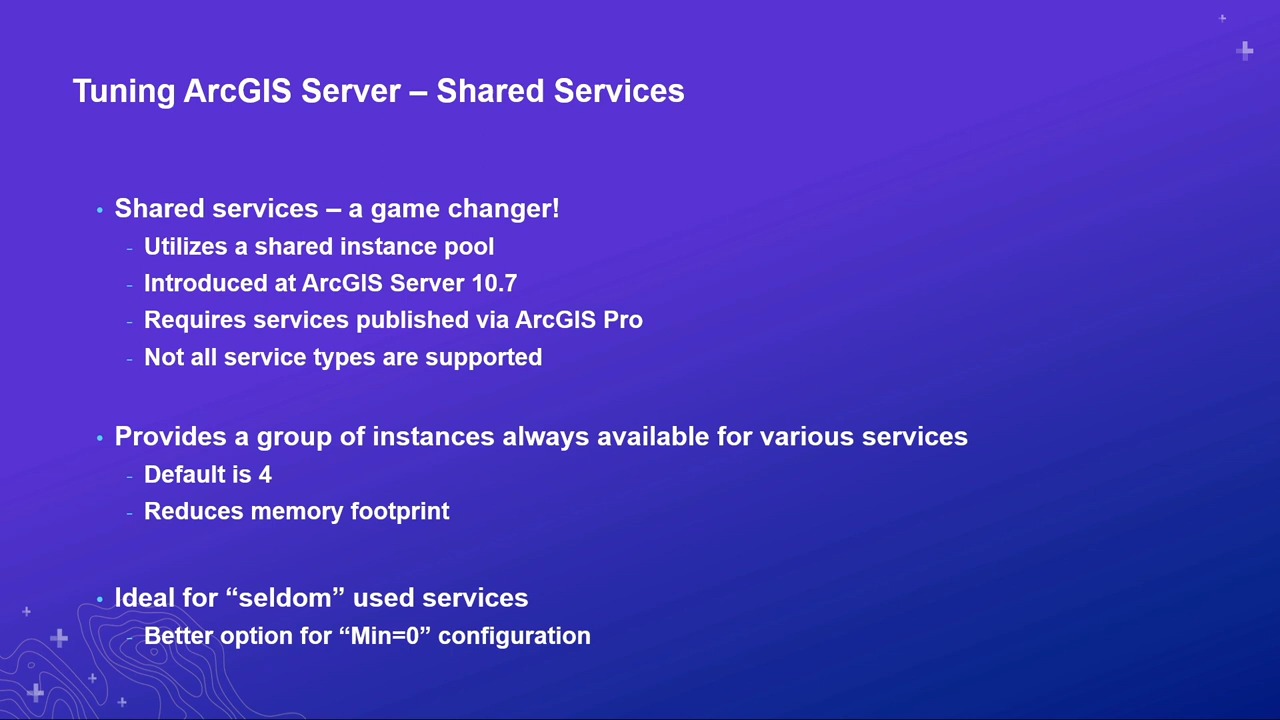 Tuning ArcGIS Server – Shared Services
• Shared services – a game changer!
- Utilizes a shared instance pool
- Introduced at ArcGIS Server 10.7
- Requires services published via ArcGIS Pro
- Not all service types are supported
• Provides a group of instances always available for various services
- Default is 4
- Reduces memory footprint
• Ideal for “seldom” used services
- Better option for “Min=0” configuration